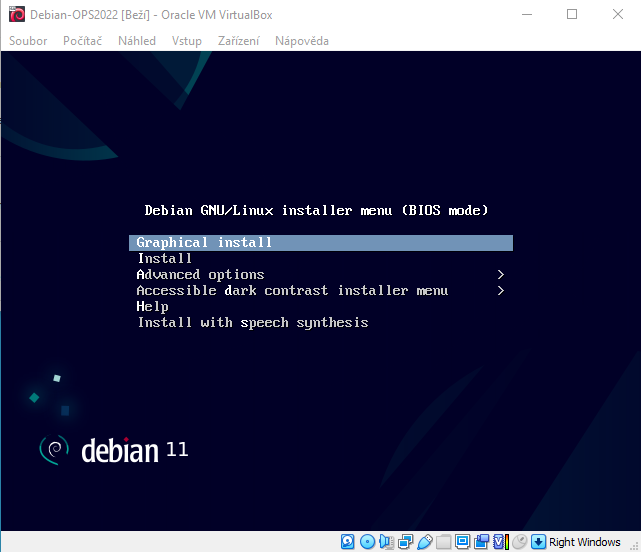 Debian-OPS2022 [Beží] - Oracle VM VirtualBox
Soubor Počítač Náhled Vstup Zařízení Nápověda
Debian GNU/Linux installer menu (BIOS mode)
Graphical install
Install
Advanced options >
Accessible dark contrast installer menu >
Help
Install with speech synthesis
debian 11
Right Windows